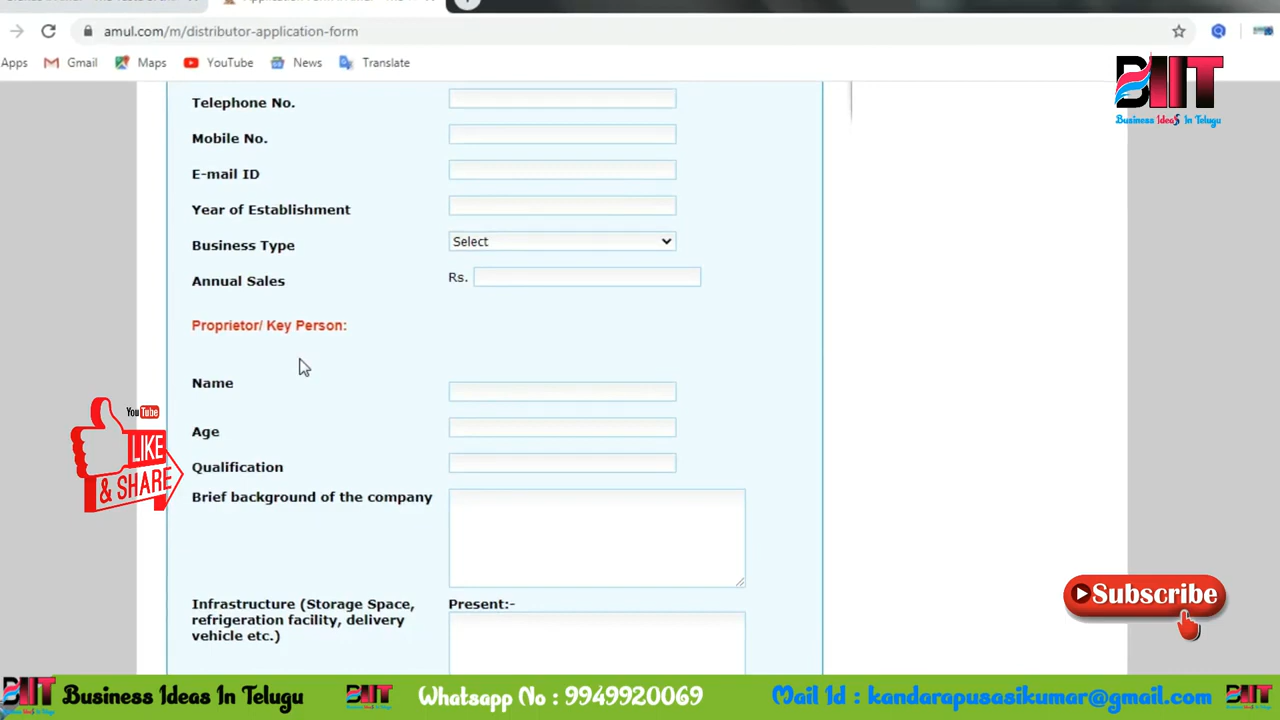 amul.com/m/distributor-application-form
Apps Gmail Maps YouTube News Translate
BIIT
Business IdeaS In Telugu
Telephone No.
Mobile No.
E-mail ID
Year of Establishment
Business Type Select
Annual Sales Rs.
Proprietor/ Key Person:
Name
YouTube
Age
LIKE
& SHARE
Qualification
Brief background of the company
Infrastructure (Storage Space, Present:-
refrigeration facility, delivery
vehicle etc.)
Subscribe
Business Ideas In Telugu Whatsapp No : 9949920069 Mail Id : kandarapusasikumar@gmail.com